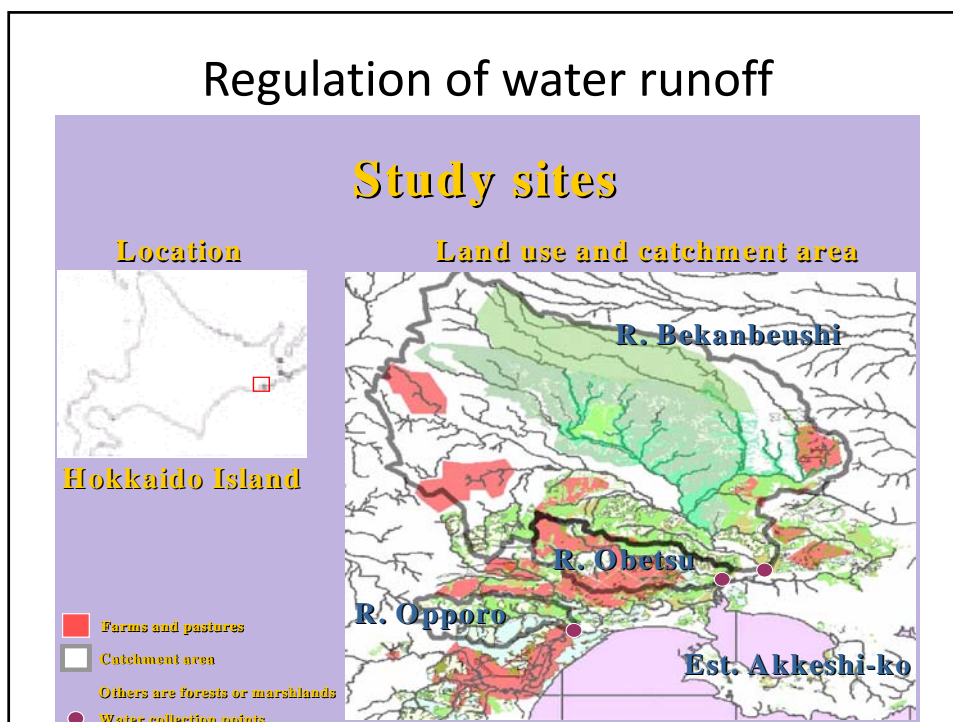 Regulation of water runoff
Study sites
Location
Land use and catchment area
R. Bekanbeushi
Hokkaido Island
R. Obetsu
R. Opporo
Est. Akkeshi-ko
Farms and pastures
Catchment area
Others are forests or marshlands
Water collection points